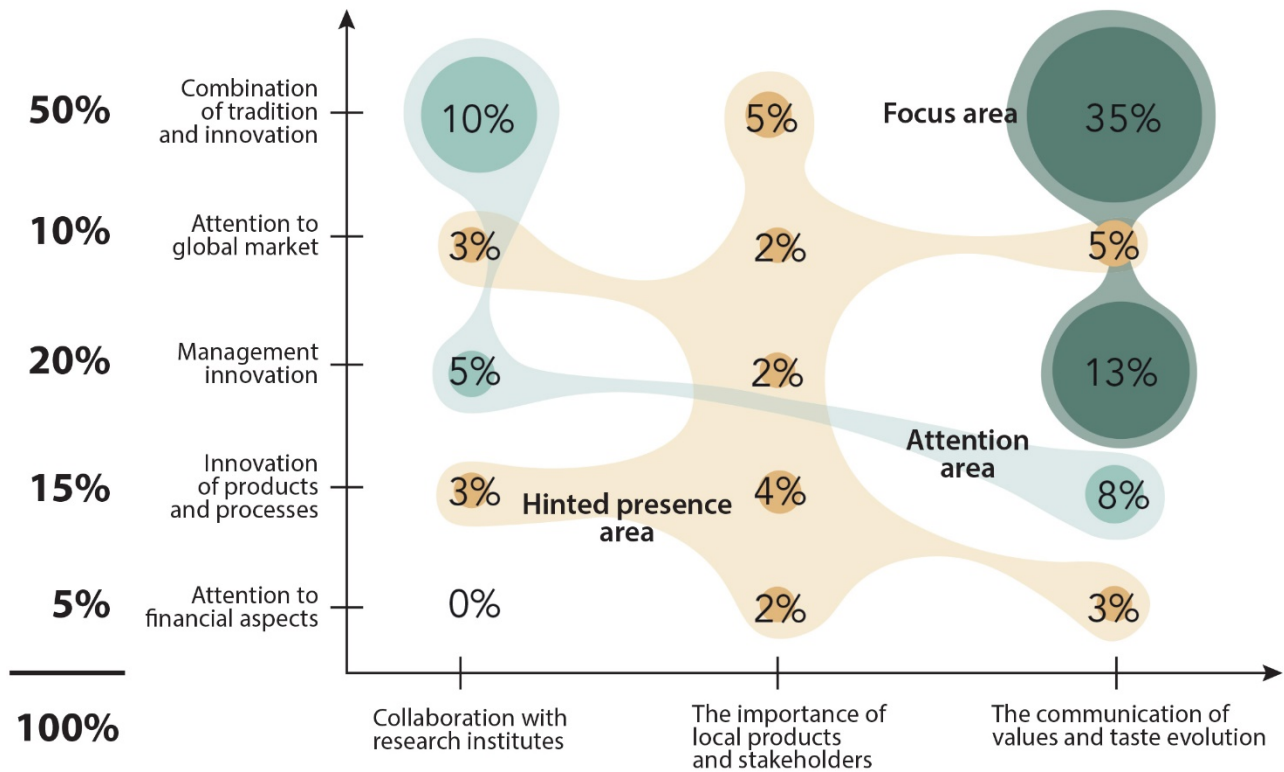 50%
Combination
of tradition
and innovation
10%
5%
Focus area
35%
10%
Attention to
global market
3%
2%
5%
20%
Management
innovation
5%
2%
13%
Attention
area
15%
Innovation
of products
and processes
3%
Hinted presence
area
4%
8%
5%
Attention to
financial aspects
0%
2%
3%
100%
Collaboration with
research institutes
The importance of
local products
and stakeholders
The communication of
values and taste evolution